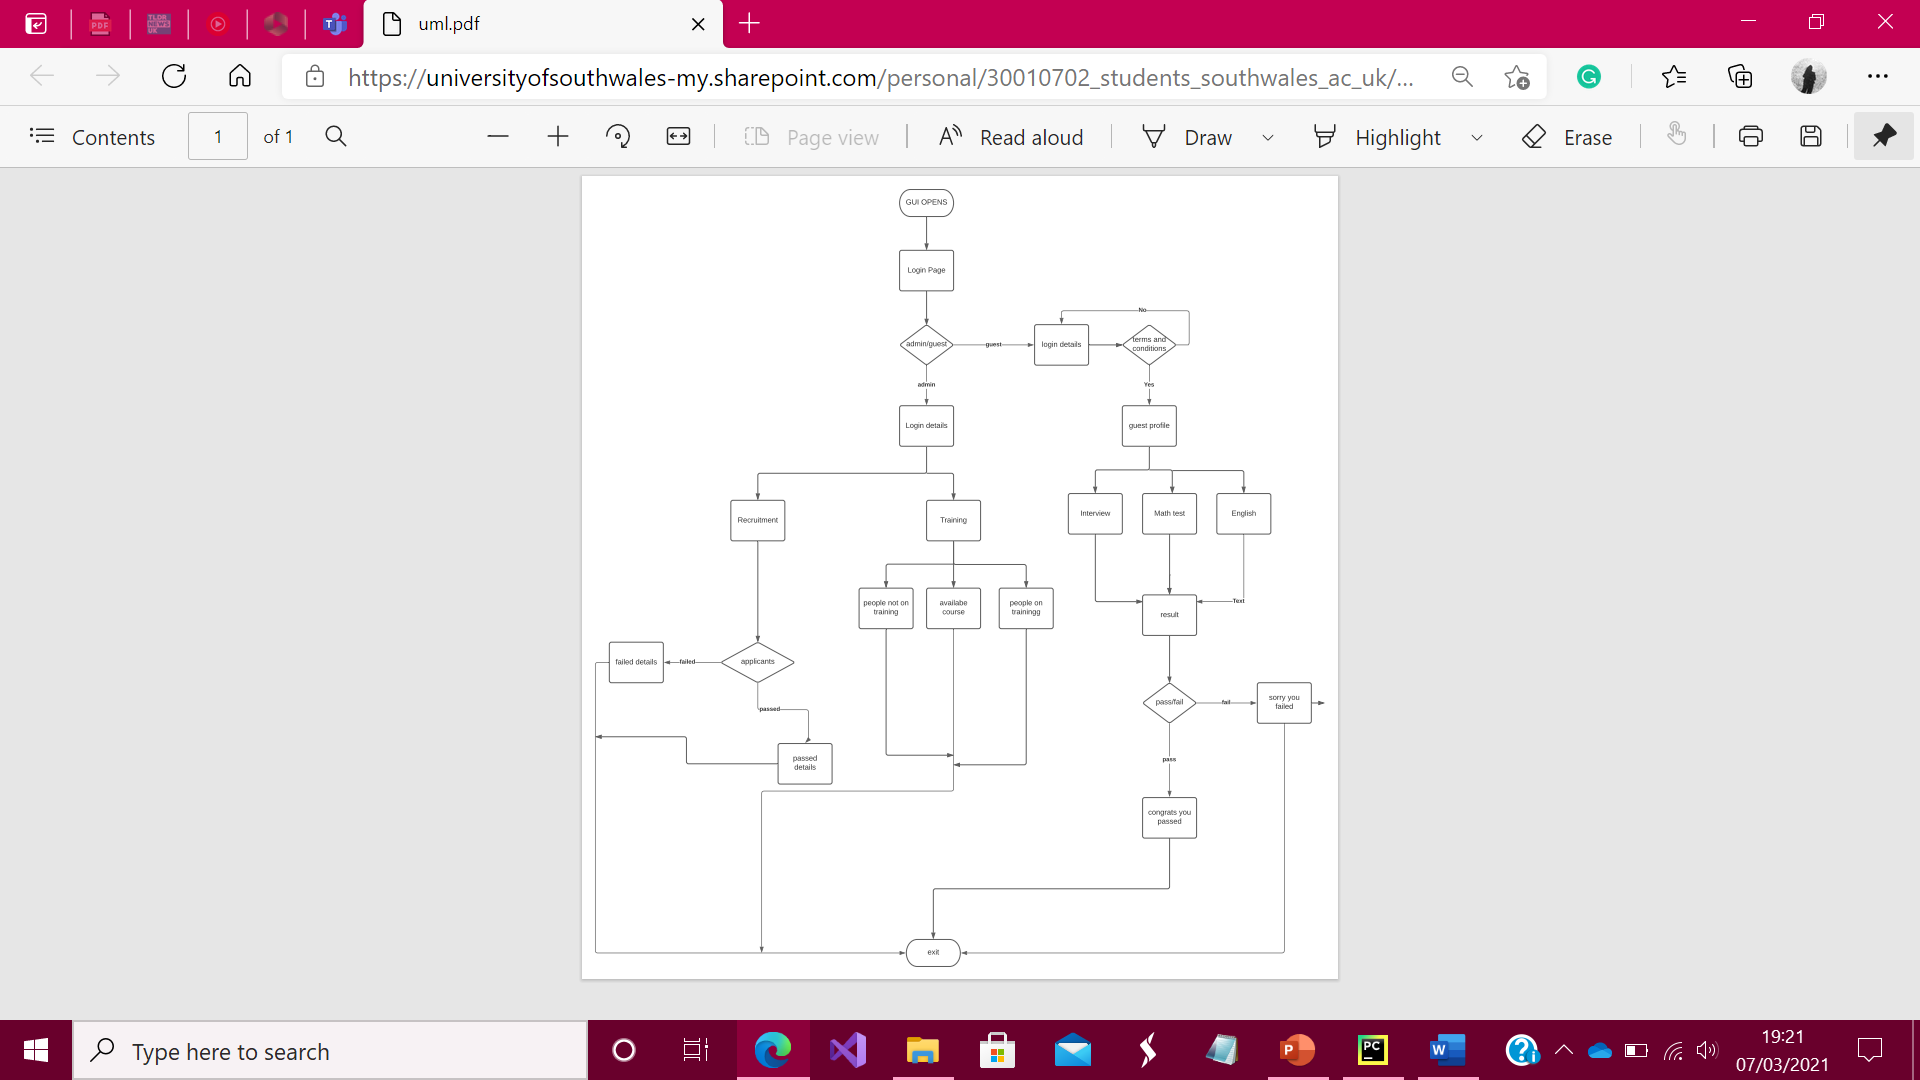 uml.pdf
https://universityofsouthwales-my.sharepoint.com/personal/30010702_students_southwales_ac_uk/...
Contents
1
of 1
Page view
Read aloud
Draw
Highlight
Erase
GUI OPENS
Login Page
No
admin/guest
guest
login details
terms and
conditions
admin
Yes
Login details
guest profile
Recruitment
Training
Interview
Math test
English
people not on
training
availabe
course
people on
trainingg
Text
result
failed details
failed
applicants
passed
pass/fail
fail
sorry you
failed
passed
details
pass
congrats you
passed
exit
Type here to search
19:21
07/03/2021